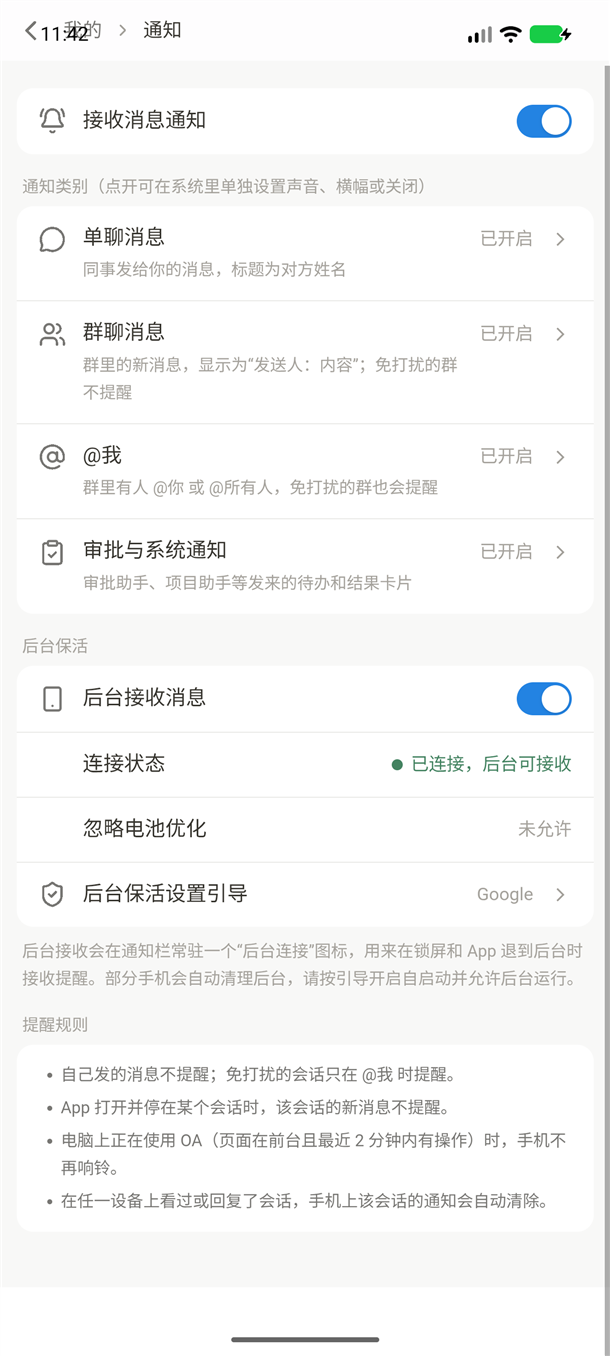 11:42
我的 > 通知
接收消息通知
通知类别（点开可在系统里单独设置声音、横幅或关闭）
单聊消息 已开启
同事发给你的消息，标题为对方姓名
群聊消息 已开启
群里的新消息，显示为“发送人：内容”；免打扰的群
不提醒
@我 已开启
群里有人 @你 或 @所有人，免打扰的群也会提醒
审批与系统通知 已开启
审批助手、项目助手等发来的待办和结果卡片
后台保活
后台接收消息
连接状态 已连接，后台可接收
忽略电池优化 未允许
后台保活设置引导 Google
后台接收会在通知栏常驻一个“后台连接”图标，用来在锁屏和 App 退到后台时
接收提醒。部分手机会自动清理后台，请按引导开启自启动并允许后台运行。
提醒规则
• 自己发的消息不提醒；免打扰的会话只在 @我 时提醒。
• App 打开并停在某个会话时，该会话的新消息不提醒。
• 电脑上正在使用 OA（页面在前台且最近 2 分钟内有操作）时，手机不
再响铃。
• 在任一设备上看过或回复了会话，手机上该会话的通知会自动清除。